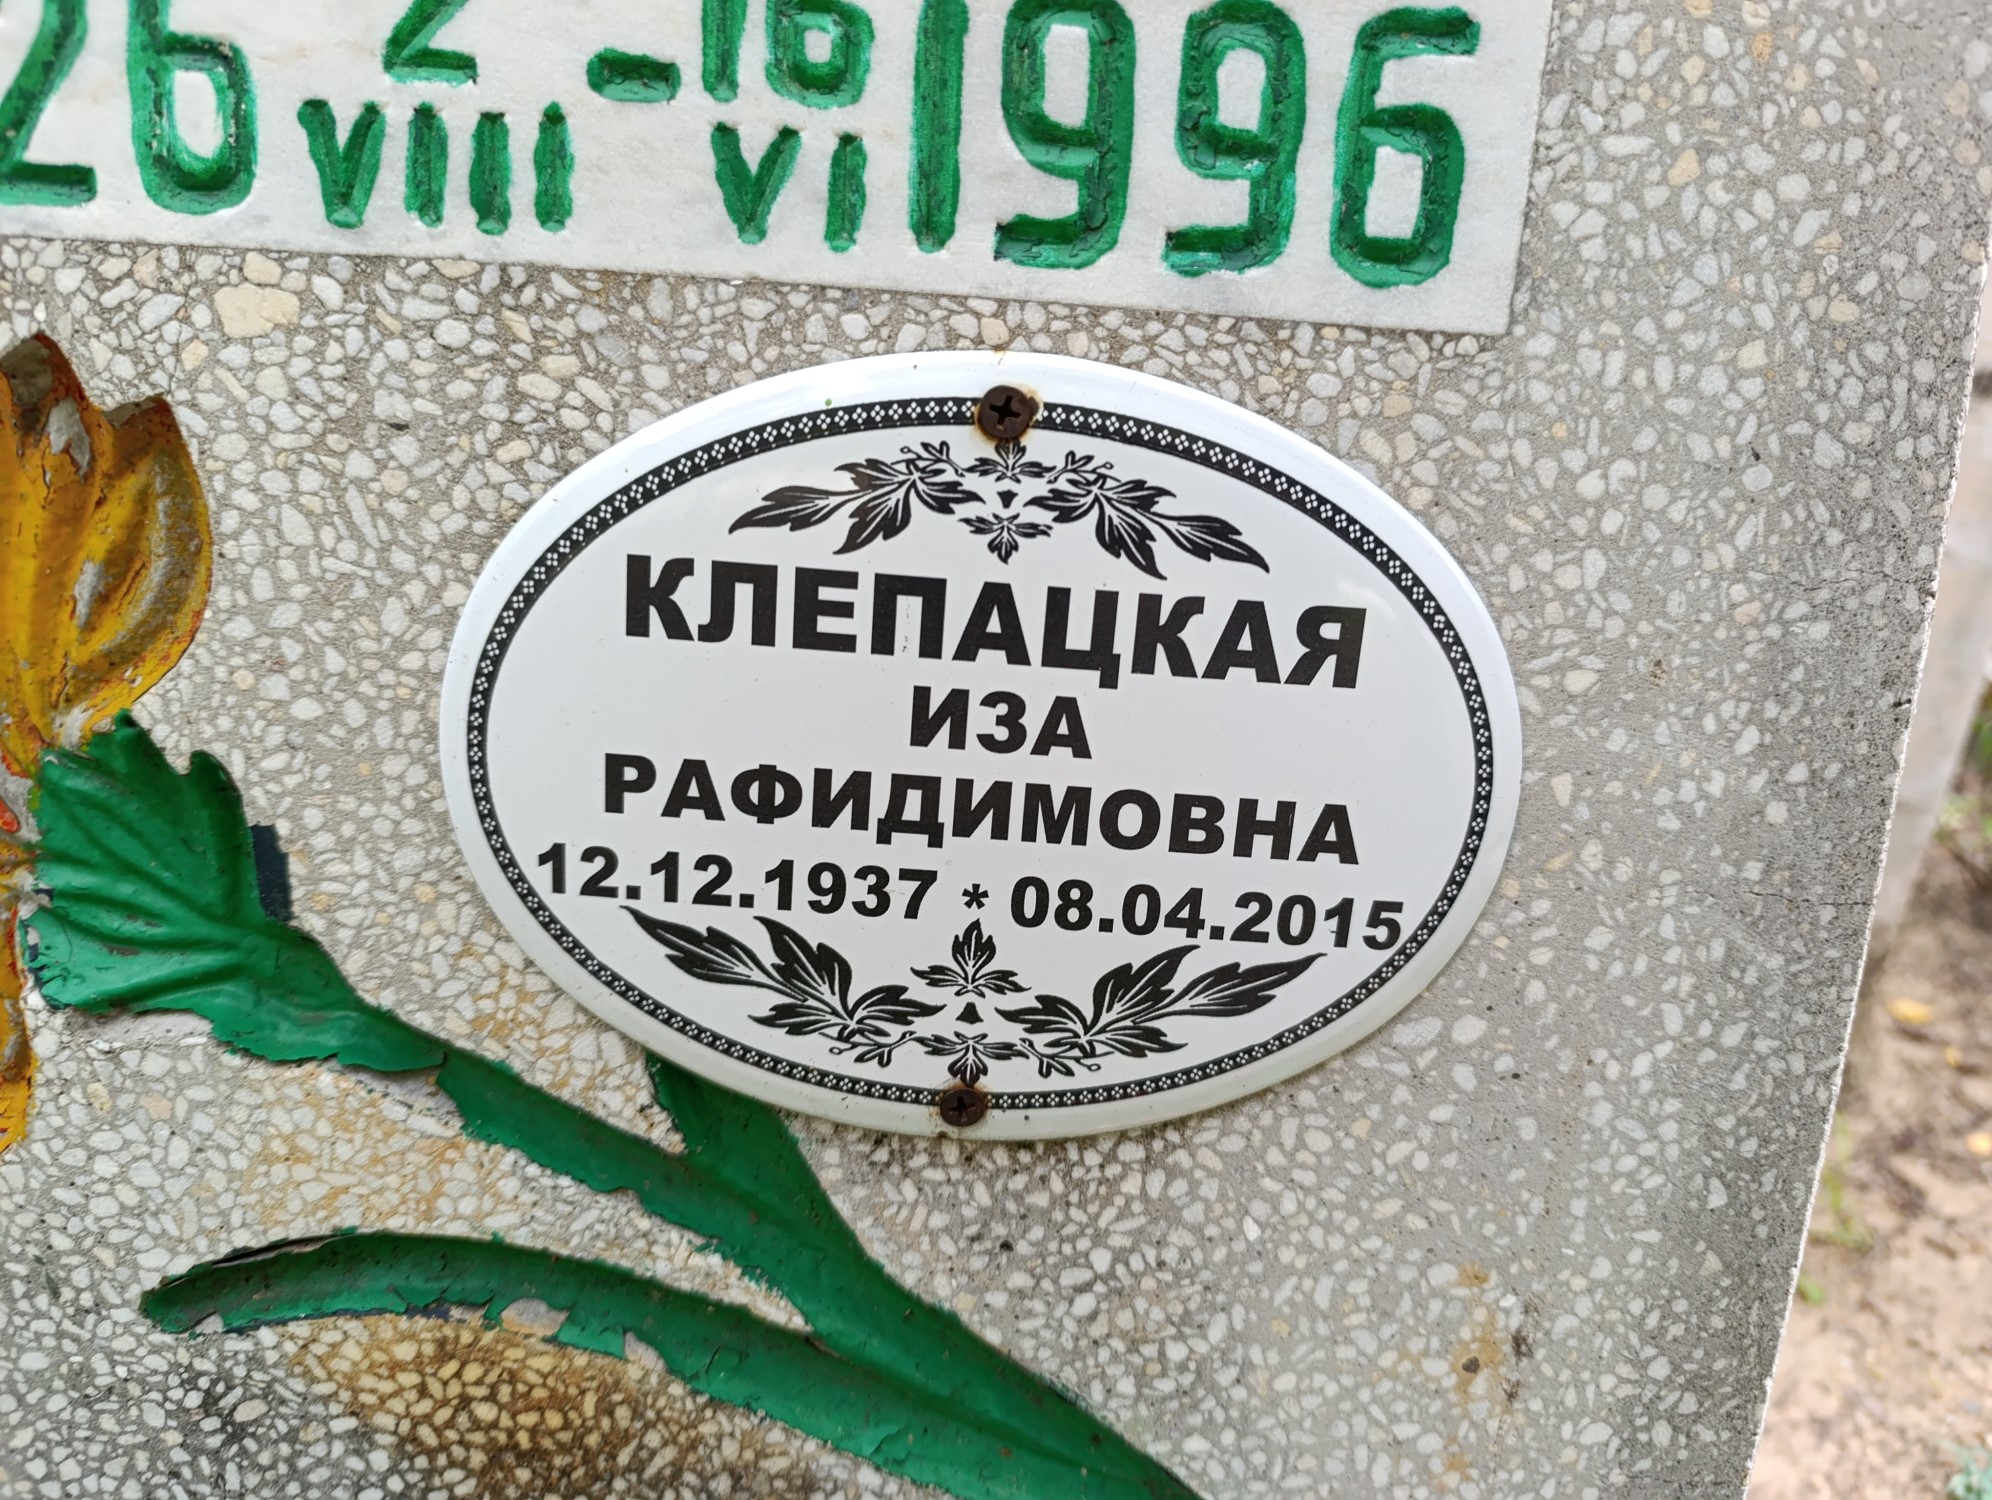 26 2 VIII - 16 VI 1996
КЛЕПАЦКАЯ
ИЗА
РАФИДИМОВНА
12.12.1937 * 08.04.2015